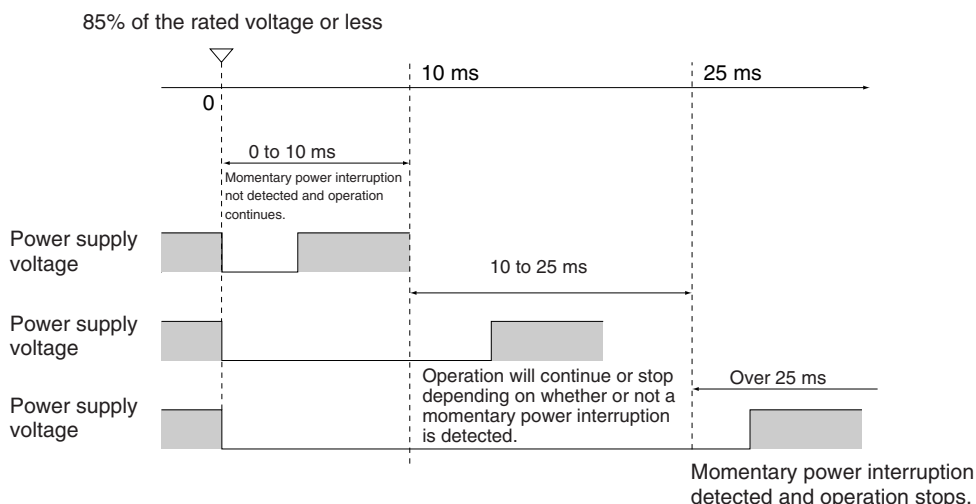 85% of the rated voltage or less
10 ms
25 ms
0
0 to 10 ms
Momentary power interruption
not detected and operation
continues.
Power supply
voltage
10 to 25 ms
Power supply
voltage
Operation will continue or stop
depending on whether or not a
momentary power interruption
is detected.
Over 25 ms
Power supply
voltage
Momentary power interruption
detected and operation stops.